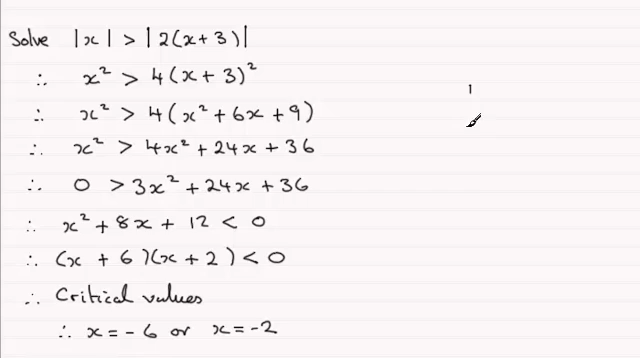 Solve |x| > |2(x+3)|
∴ x² > 4(x+3)²
∴ x² > 4(x²+6x+9)
∴ x² > 4x²+24x+36
∴ 0 > 3x²+24x+36
∴ x²+8x+12 < 0
∴ (x+6)(x+2) < 0
∴ Critical values
∴ x=-6 or x=-2